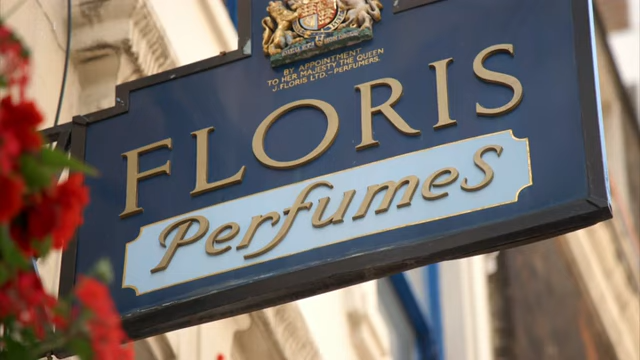 BY APPOINTMENT
TO HER MAJESTY THE QUEEN
J. FLORIS LTD.-PERFUMERS.
FLORIS
Perfumes